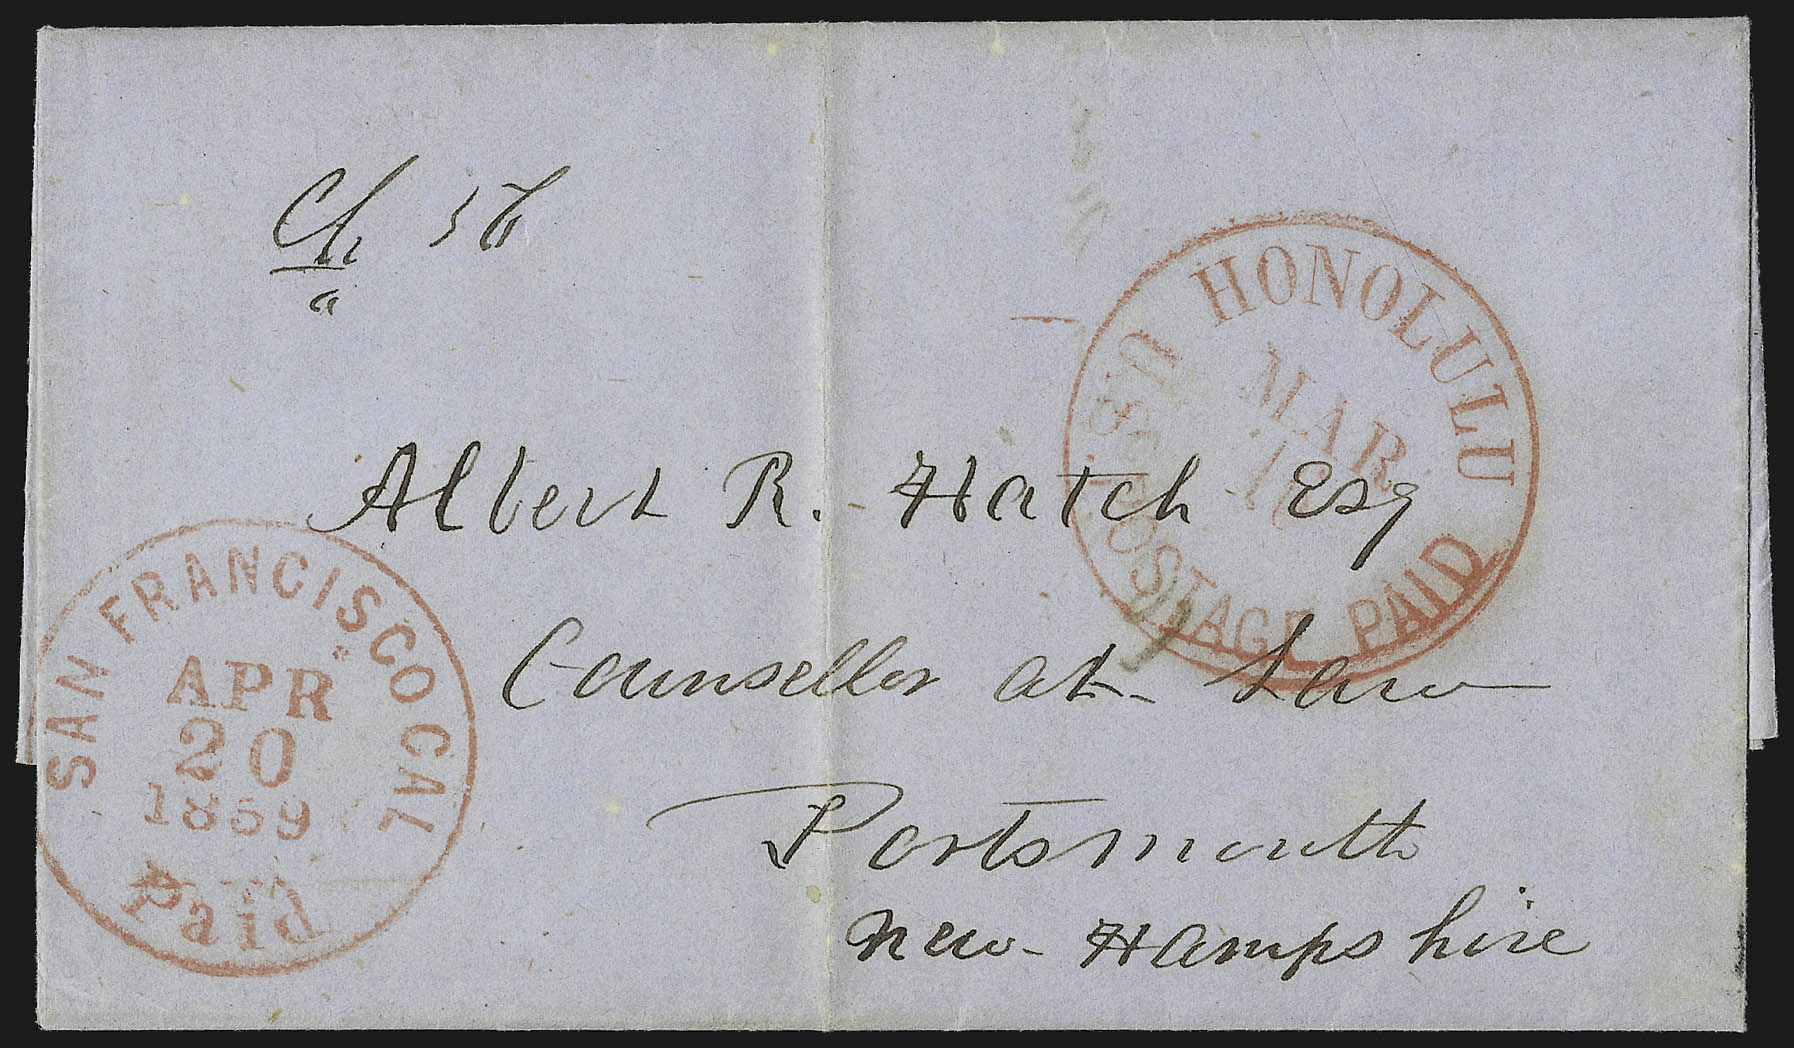 HONOLULU
U.S. POSTAGE PAID
MAR
Albert R. Hatch Esq
Counsellor at Law
Portsmouth
New-Hampshire
SAN FRANCISCO CAL
APR
20
1859
Paid